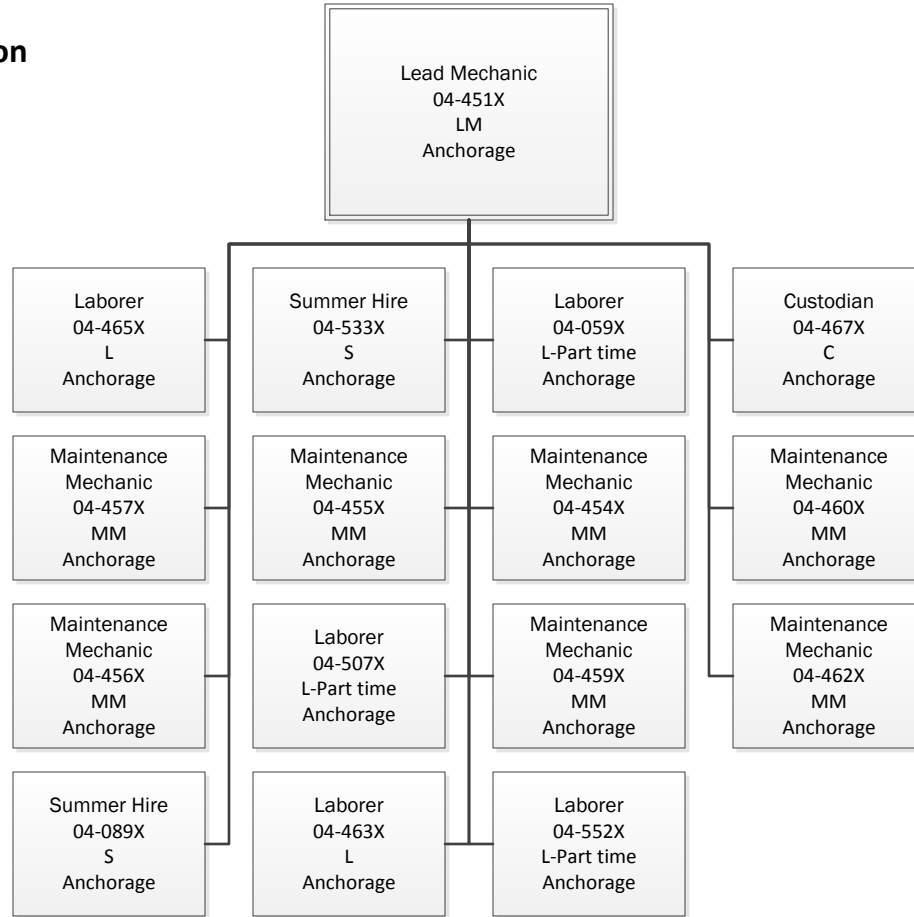 on
Lead Mechanic
04-451X
LM
Anchorage
Laborer
04-465X
L
Anchorage
Summer Hire
04-533X
S
Anchorage
Laborer
04-059X
L-Part time
Anchorage
Custodian
04-467X
C
Anchorage
Maintenance
Mechanic
04-457X
MM
Anchorage
Maintenance
Mechanic
04-455X
MM
Anchorage
Maintenance
Mechanic
04-454X
MM
Anchorage
Maintenance
Mechanic
04-460X
MM
Anchorage
Maintenance
Mechanic
04-456X
MM
Anchorage
Laborer
04-507X
L-Part time
Anchorage
Maintenance
Mechanic
04-459X
MM
Anchorage
Maintenance
Mechanic
04-462X
MM
Anchorage
Summer Hire
04-089X
S
Anchorage
Laborer
04-463X
L
Anchorage
Laborer
04-552X
L-Part time
Anchorage